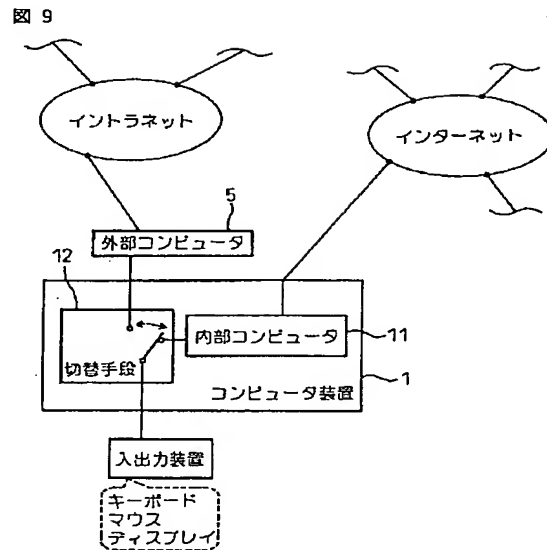 図 9
イントラネット
インターネット
5
外部コンピュータ
12
内部コンピュータ
11
切替手段
コンピュータ装置
1
入出力装置
キーボード
マウス
ディスプレイ